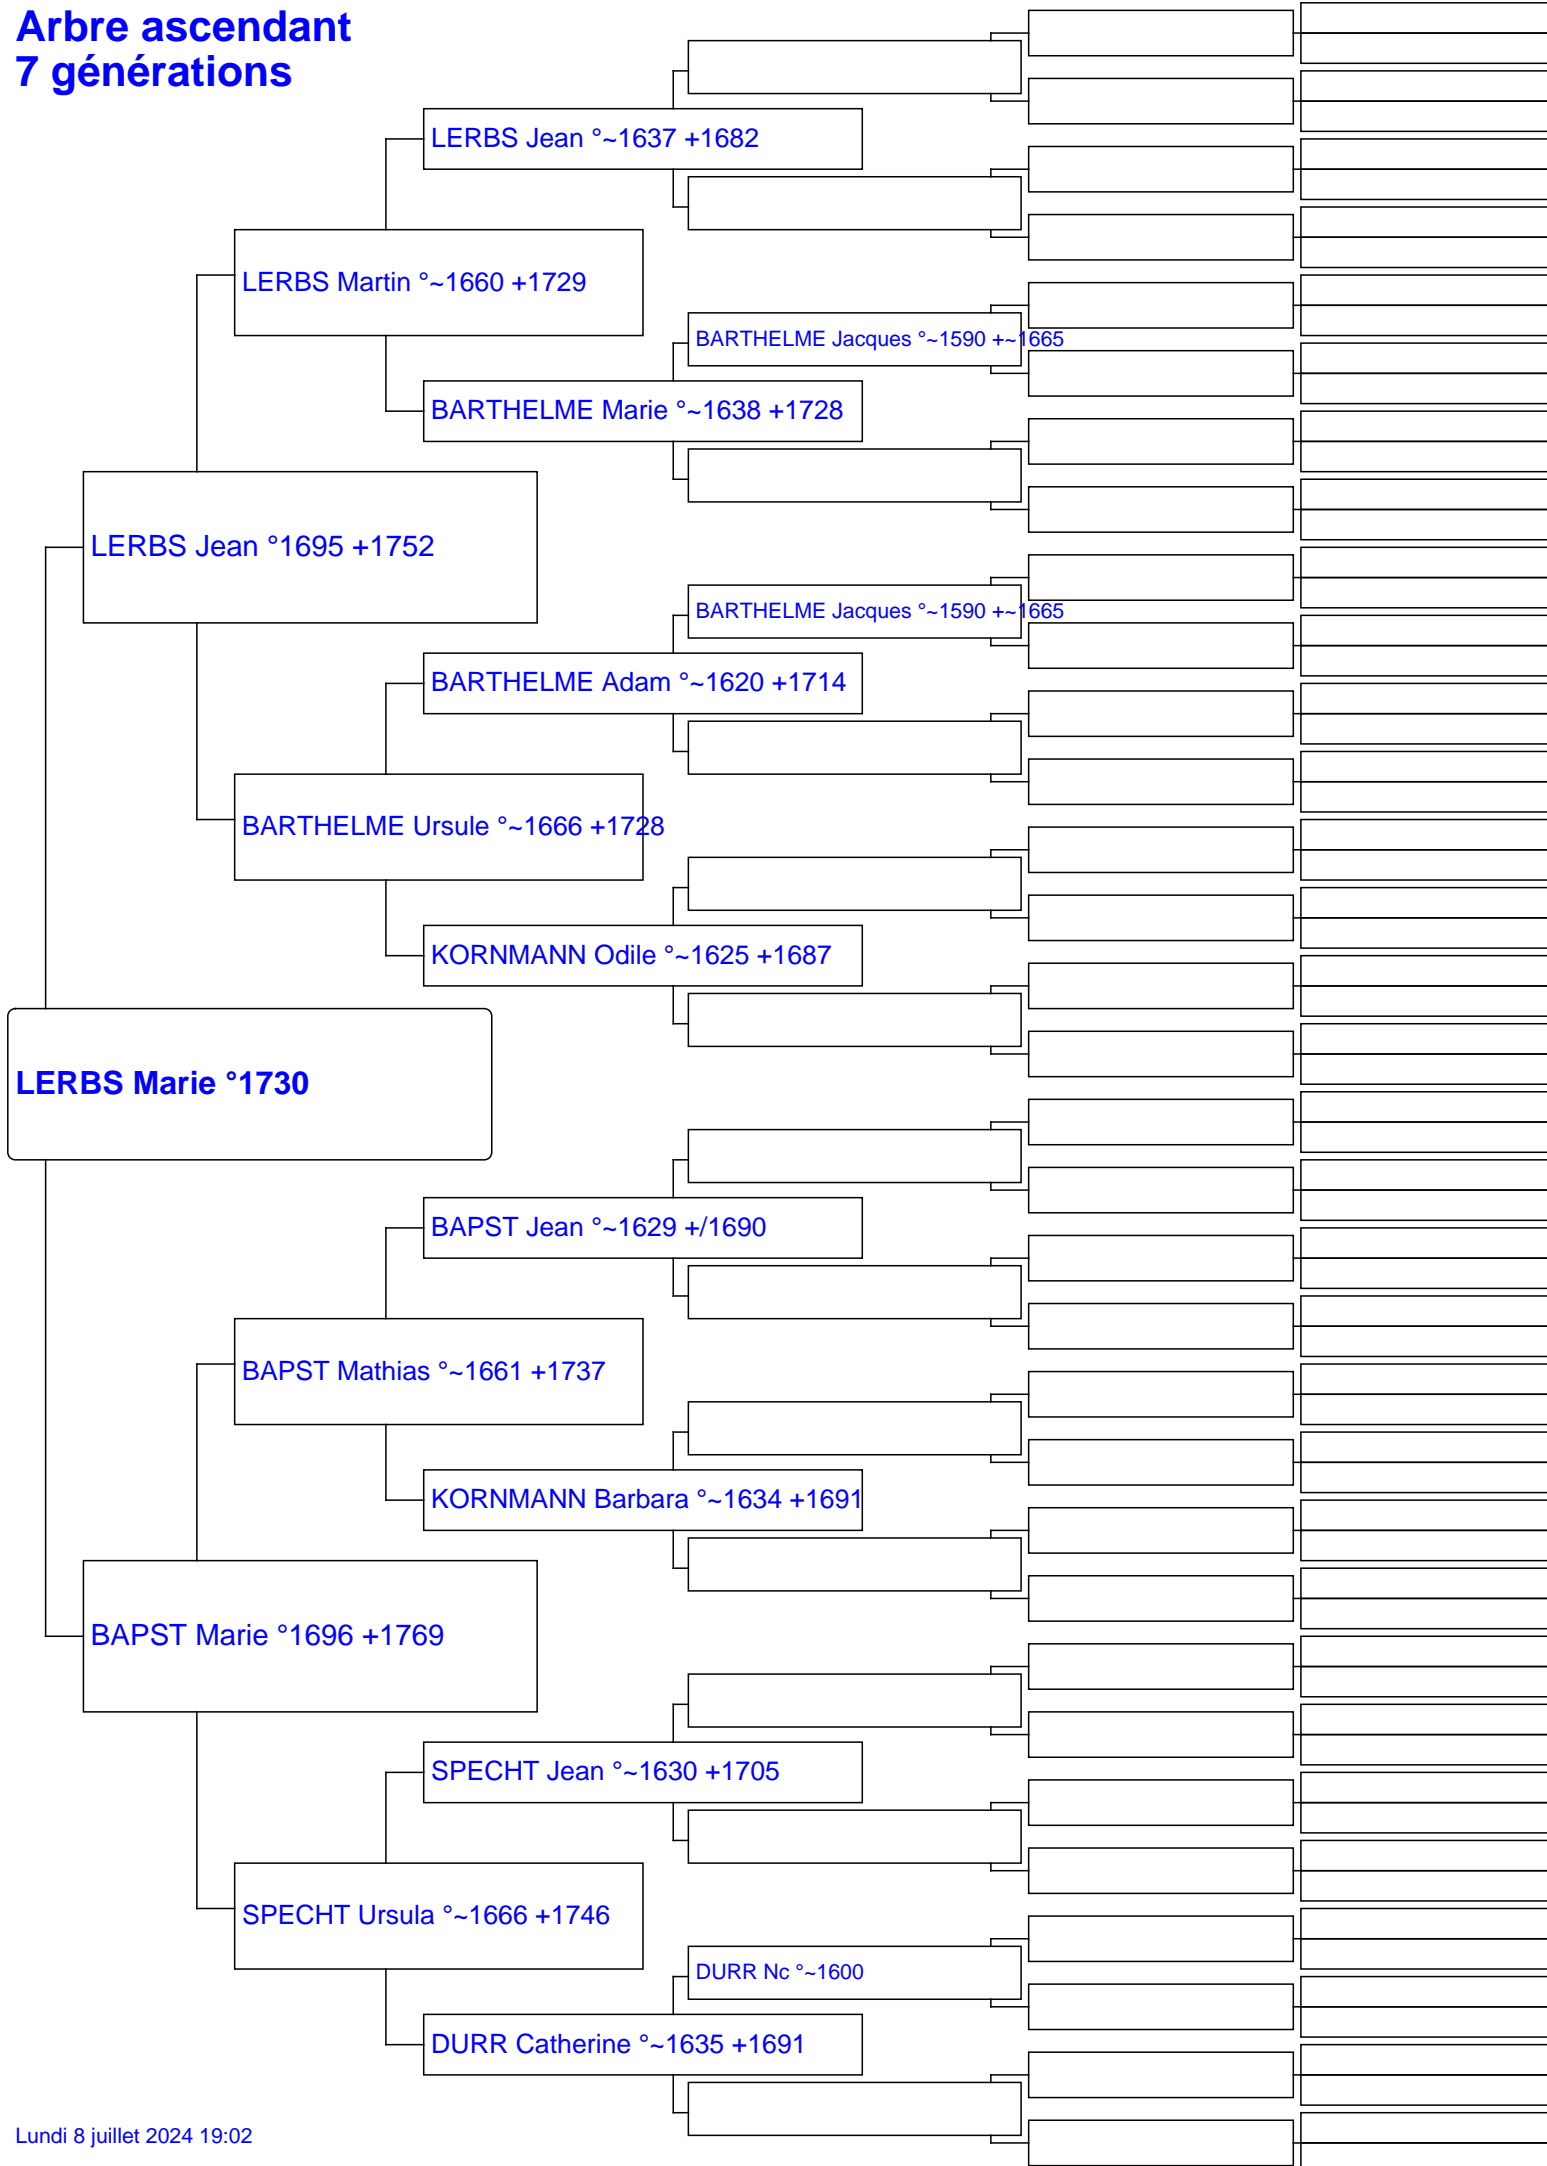 Arbre ascendant
7 générations
LERBS Jean °~1637 +1682
LERBS Martin °~1660 +1729
BARTHELME Jacques °~1590 +~1665
BARTHELME Marie °~1638 +1728
LERBS Jean °1695 +1752
BARTHELME Jacques °~1590 +~1665
BARTHELME Adam °~1620 +1714
BARTHELME Ursule °~1666 +1728
KORNMANN Odile °~1625 +1687
LERBS Marie °1730
BAPST Jean °~1629 +/1690
BAPST Mathias °~1661 +1737
KORNMANN Barbara °~1634 +1691
BAPST Marie °1696 +1769
SPECHT Jean °~1630 +1705
SPECHT Ursula °~1666 +1746
DURR Nc °~1600
DURR Catherine °~1635 +1691
Lundi 8 juillet 2024 19:02